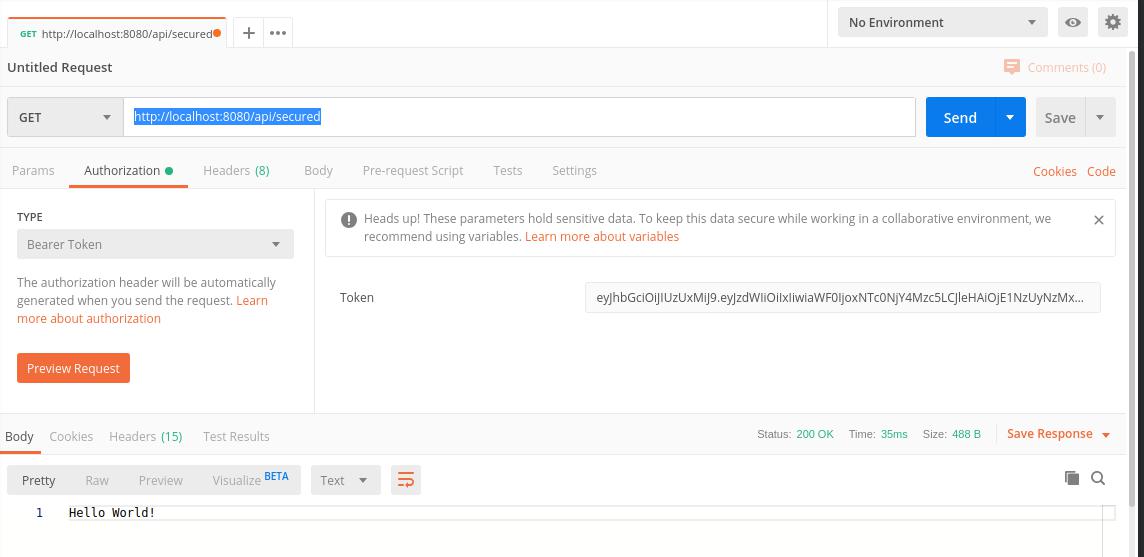 GET http://localhost:8080/api/secured
No Environment
Untitled Request
Comments (0)
GET
http://localhost:8080/api/secured
Send
Save
Params Authorization Headers (8) Body Pre-request Script Tests Settings
Cookies Code
TYPE
Bearer Token
The authorization header will be automatically
generated when you send the request. Learn
more about authorization
Preview Request
Heads up! These parameters hold sensitive data. To keep this data secure while working in a collaborative environment, we
recommend using variables. Learn more about variables
Token
eyJhbGciOiJIUzUxMiJ9.eyJzdWIiOiIxIiwiaWF0IjoxNTc0NjY4Mzc5LCJleHAiOjE1NzUyNzMx...
Body Cookies Headers (15) Test Results
Status: 200 OK Time: 35ms Size: 488 B
Save Response
Pretty Raw Preview Visualize BETA
Text
1 Hello World!